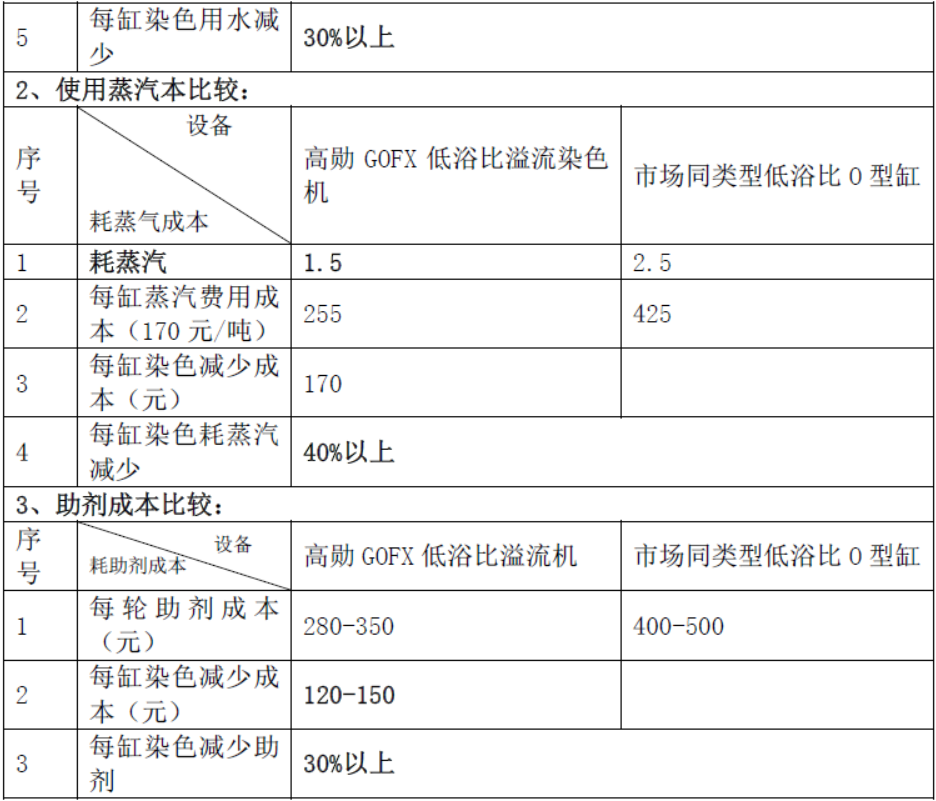 5 每缸染色用水减少 30%以上
2、使用蒸汽本比较：
序号 设备 耗蒸气成本 高勋 GOFX 低浴比溢流染色机 市场同类型低浴比 O 型缸
1 耗蒸汽 1.5 2.5
2 每缸蒸汽费用成本（170 元/吨） 255 425
3 每缸染色减少成本（元） 170
4 每缸染色耗蒸汽减少 40%以上
3、助剂成本比较：
序号 设备 耗助剂成本 高勋 GOFX 低浴比溢流机 市场同类型低浴比 O 型缸
1 每轮助剂成本（元） 280-350 400-500
2 每缸染色减少成本（元） 120-150
3 每缸染色减少助剂 30%以上